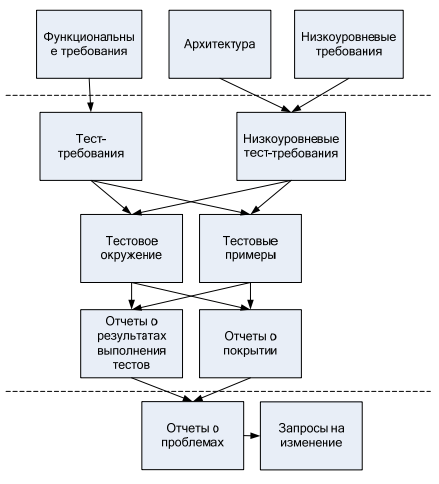 Функциональны
е требования
Архитектура
Низкоуровневые
требования
Тест-
требования
Низкоуровневые
тест-требования
Тестовое
окружение
Тестовые
примеры
Отчеты о
результатах
выполнения
тестов
Отчеты о
покрытии
Отчеты о
проблемах
Запросы на
изменение